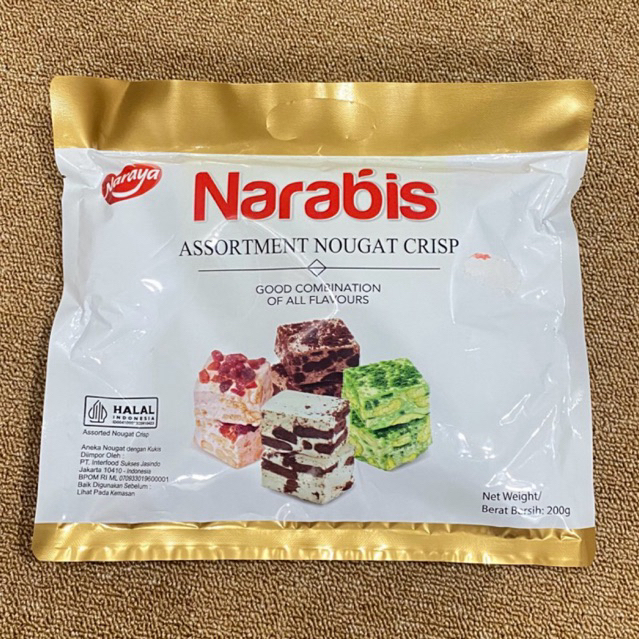 Naraya
Narabis
ASSORTMENT NOUGAT CRISP
GOOD COMBINATION
OF ALL FLAVOURS
HALAL
INDONESIA
Assorted Nougat Crisp
Aneka Nougat dengan Kukis
Diimpor Oleh :
PT. Interfood Sukses Jasindo
Jakarta 10410 - Indonesia
BPOM RI ML 070933019600001
Baik Digunakan Sebelum :
Lihat Pada Kemasan
Net Weight/
Berat Bersih: 200g